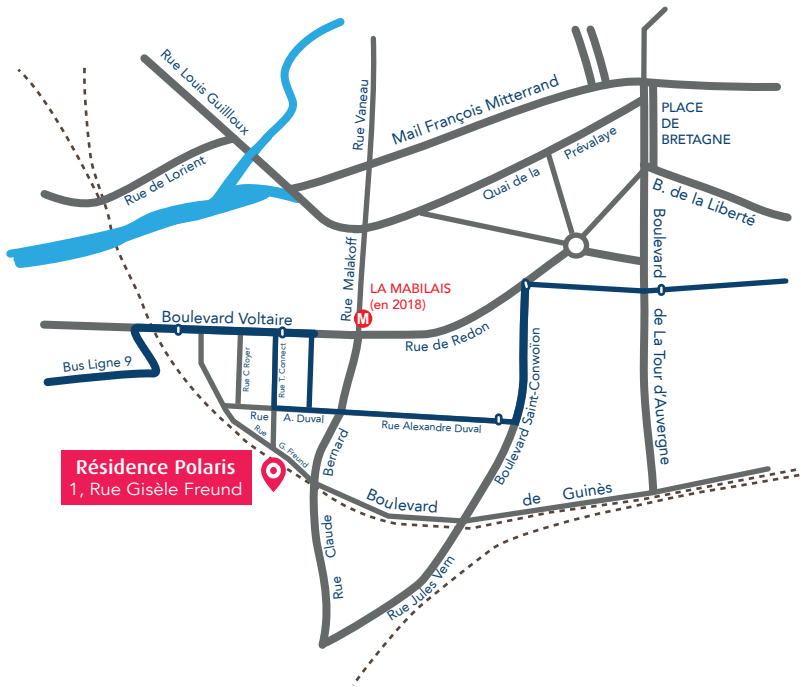 Rue Louis Guillloux
Rue Vaneau
Mail François Mitterrand
PLACE
DE
BRETAGNE
Rue de Lorient
Quai de la
Prévalaye
B. de la Liberté
Boulevard
de La Tour d'Auvergne
Rue Malakoff
LA MABILAIS
(en 2018)
M
Boulevard Voltaire
Rue de Redon
Bus Ligne 9
Rue C Royer
Rue T. Connect
Boulevard Saint-Conwoïon
Rue
A. Duval
Rue Alexandre Duval
Rue
G. Freund
Bernard
Résidence Polaris
1, Rue Gisèle Freund
Boulevard
de
Guinès
Claude
Rue
Rue Jules Vern